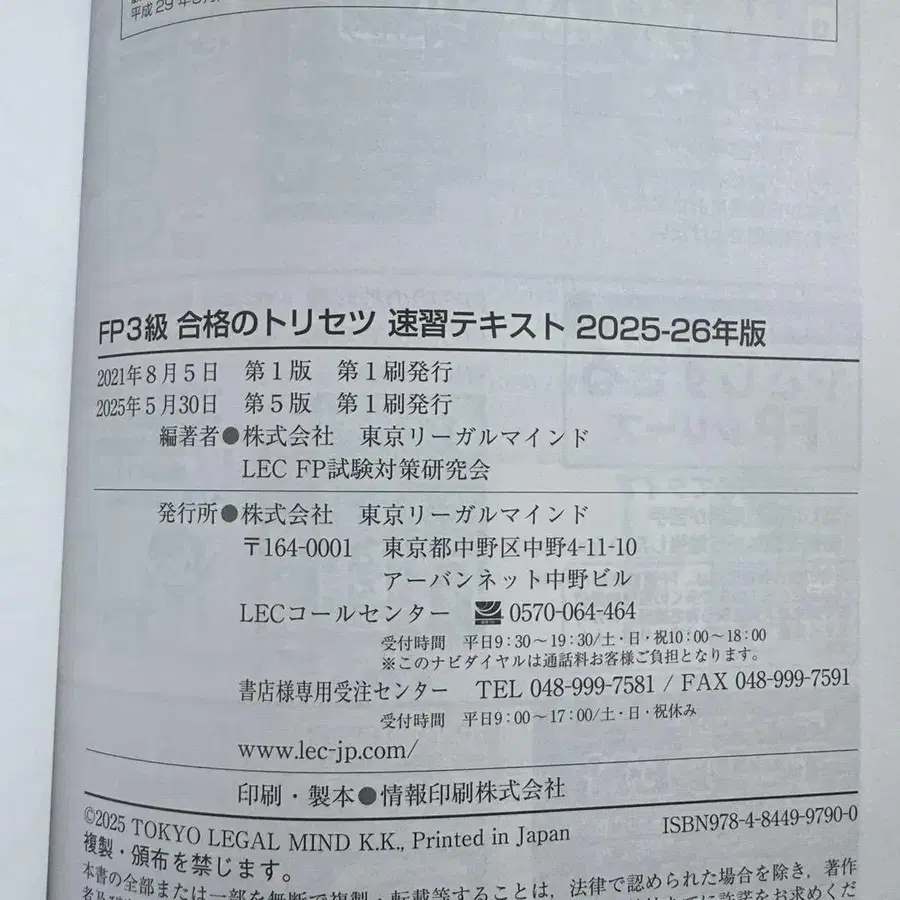 平成29年
FP3級 合格のトリセツ 速習テキスト 2025-26年版
2021年8月5日 第1版 第1刷発行
2025年5月30日 第5版 第1刷発行
編著者●株式会社 東京リーガルマインド
LEC FP試験対策研究会
発行所●株式会社 東京リーガルマインド
〒164-0001 東京都中野区中野4-11-10
アーバンネット中野ビル
LECコールセンター 0570-064-464
受付時間 平日9:30～19:30/土・日・祝10:00～18:00
※このナビダイヤルは通話料お客様ご負担となります。
書店様専用受注センター TEL 048-999-7581 / FAX 048-999-7591
受付時間 平日9:00～17:00/土・日・祝休み
www.lec-jp.com/
印刷・製本●情報印刷株式会社
©2025 TOKYO LEGAL MIND K.K., Printed in Japan ISBN978-4-8449-9790-0
複製・頒布を禁じます。
本書の全部または一部を無断で複製・転載等することは，法律で認められた場合を除き，著作